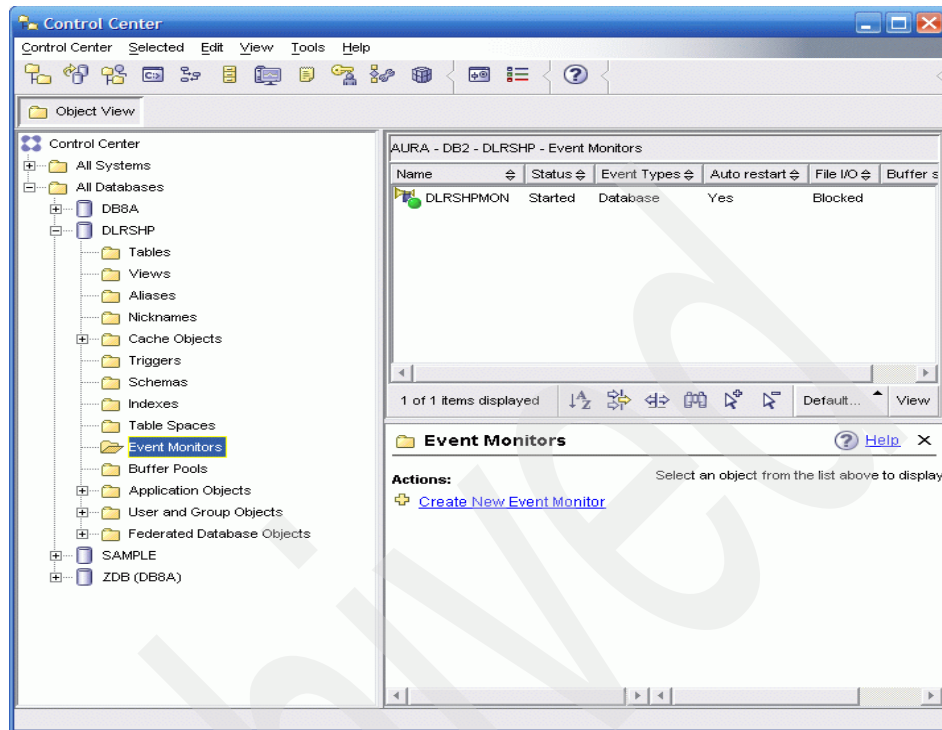 Control Center
Control Center Selected Edit View Tools Help
Object View
Control Center
All Systems
All Databases
DB8A
DLRSHP
Tables
Views
Aliases
Nicknames
Cache Objects
Triggers
Schemas
Indexes
Table Spaces
Event Monitors
Buffer Pools
Application Objects
User and Group Objects
Federated Database Objects
SAMPLE
ZDB (DB8A)
AURA - DB2 - DLRSHP - Event Monitors
Name Status Event Types Auto restart File I/O Buffer s
DLRSHPMON Started Database Yes Blocked
1 of 1 items displayed Default... View
Event Monitors Help
Actions: Select an object from the list above to display
Create New Event Monitor